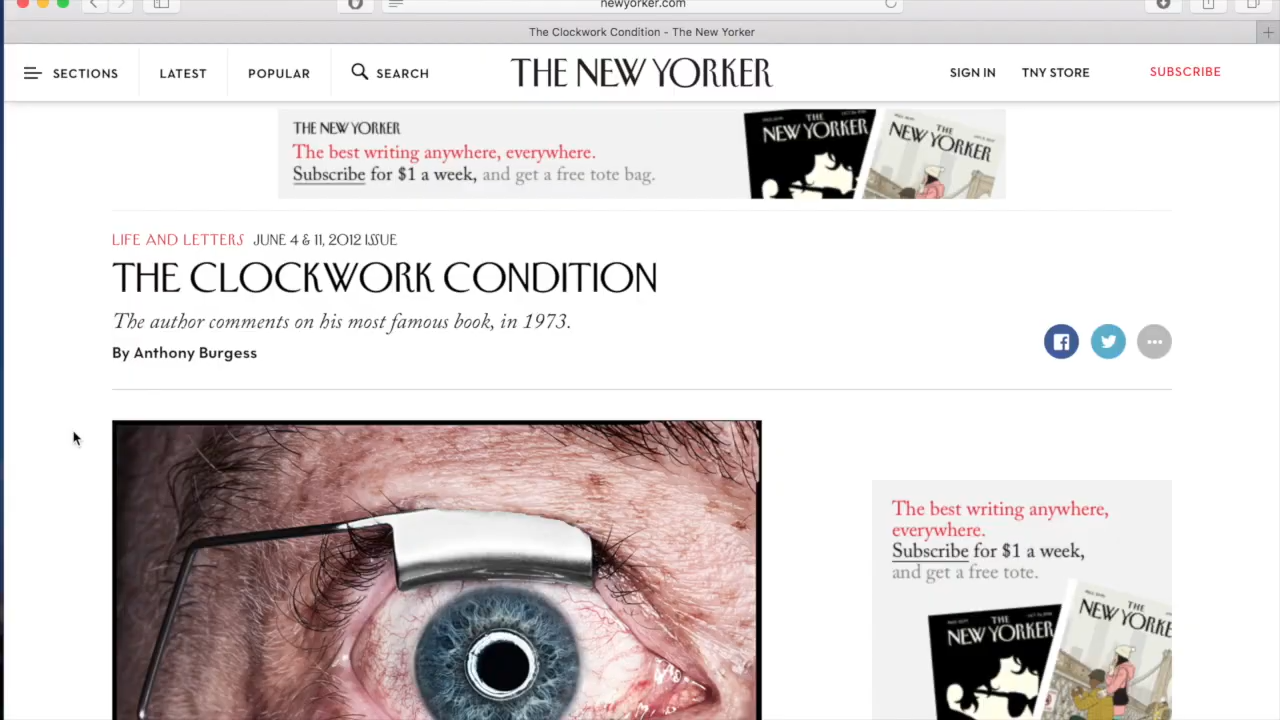 newyorker.com
The Clockwork Condition - The New Yorker
SECTIONS
LATEST
POPULAR
SEARCH
THE NEW YORKER
SIGN IN
TNY STORE
SUBSCRIBE
THE NEW YORKER
The best writing anywhere, everywhere.
Subscribe for $1 a week, and get a free tote bag.
THE
NEW YORKER
THE
NEW YORKER
LIFE AND LETTERS JUNE 4 & 11, 2012 ISSUE
THE CLOCKWORK CONDITION
The author comments on his most famous book, in 1973.
By Anthony Burgess
The best writing anywhere,
everywhere.
Subscribe for $1 a week,
and get a free tote.
THE
NEW YORKER
THE
NEW YORKE